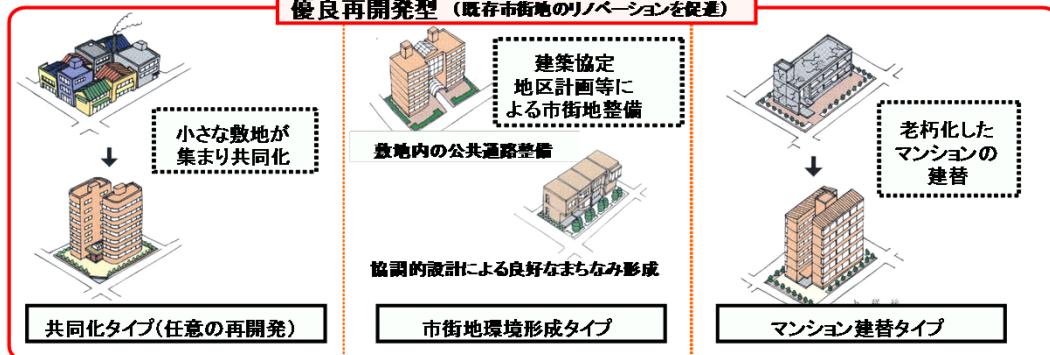 優良再開発型（既存市街地のリノベーションを促進）
小さな敷地が
集まり共同化
共同化タイプ（任意の再開発）
建築協定
地区計画等に
よる市街地整備
敷地内の公共通路整備
協調的設計による良好なまちなみ形成
市街地環境形成タイプ
老朽化した
マンションの
建替
マンション建替タイプ